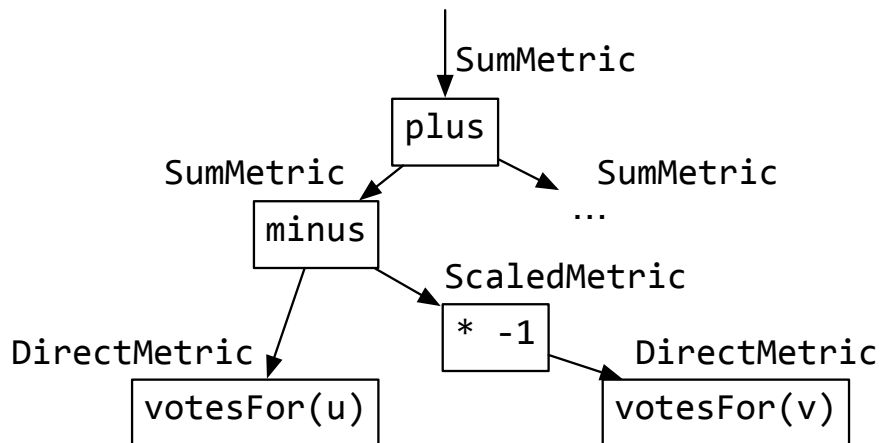 SumMetric
plus
SumMetric
SumMetric
...
minus
ScaledMetric
* -1
DirectMetric
DirectMetric
votesFor(u)
votesFor(v)